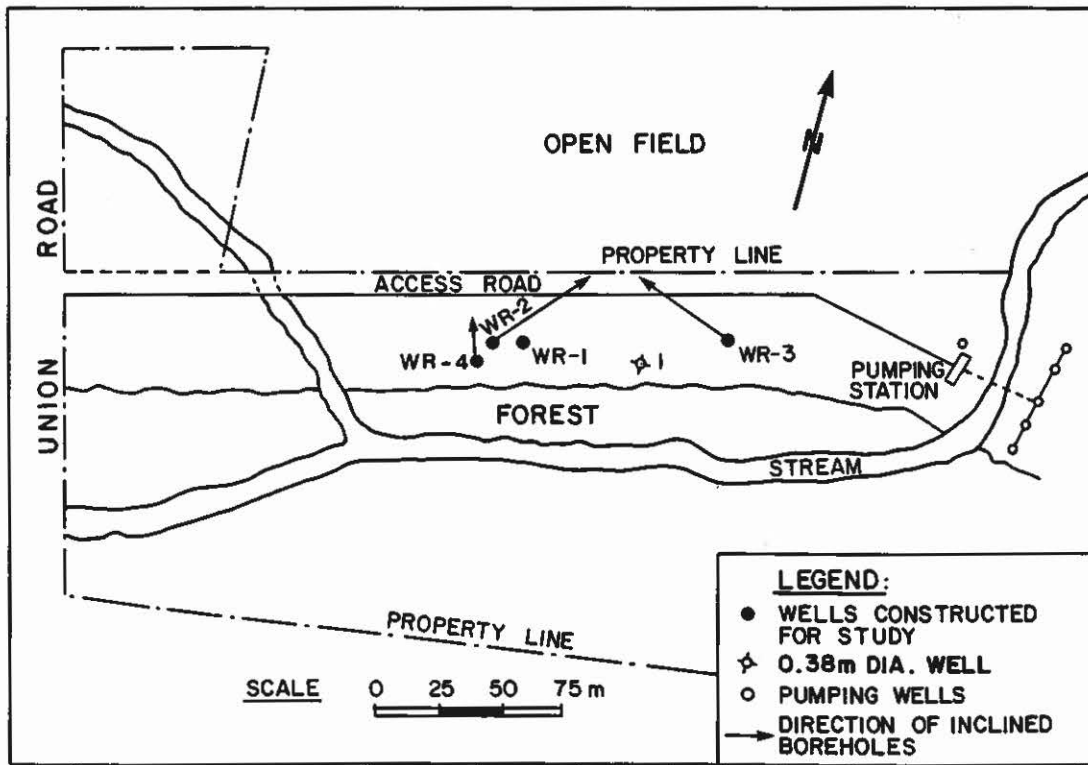 OPEN FIELD
N
UNION ROAD
PROPERTY LINE
ACCESS ROAD
WR-2
WR-4
WR-1
1
WR-3
PUMPING
STATION
FOREST
STREAM
PROPERTY LINE
SCALE 0 25 50 75 m
LEGEND:
WELLS CONSTRUCTED
FOR STUDY
0.38m DIA. WELL
PUMPING WELLS
DIRECTION OF INCLINED
BOREHOLES